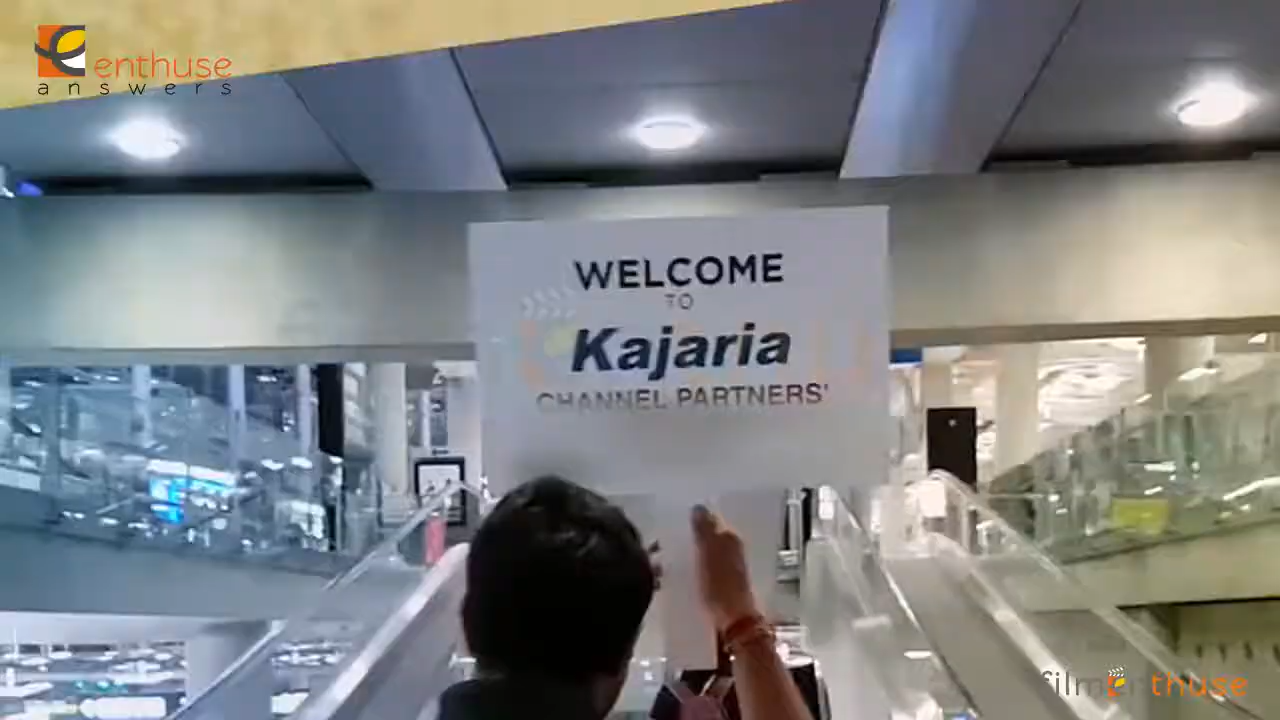 enthuse
answers
WELCOME
TO
Kajaria
CHANNEL PARTNERS'
filmenthuse